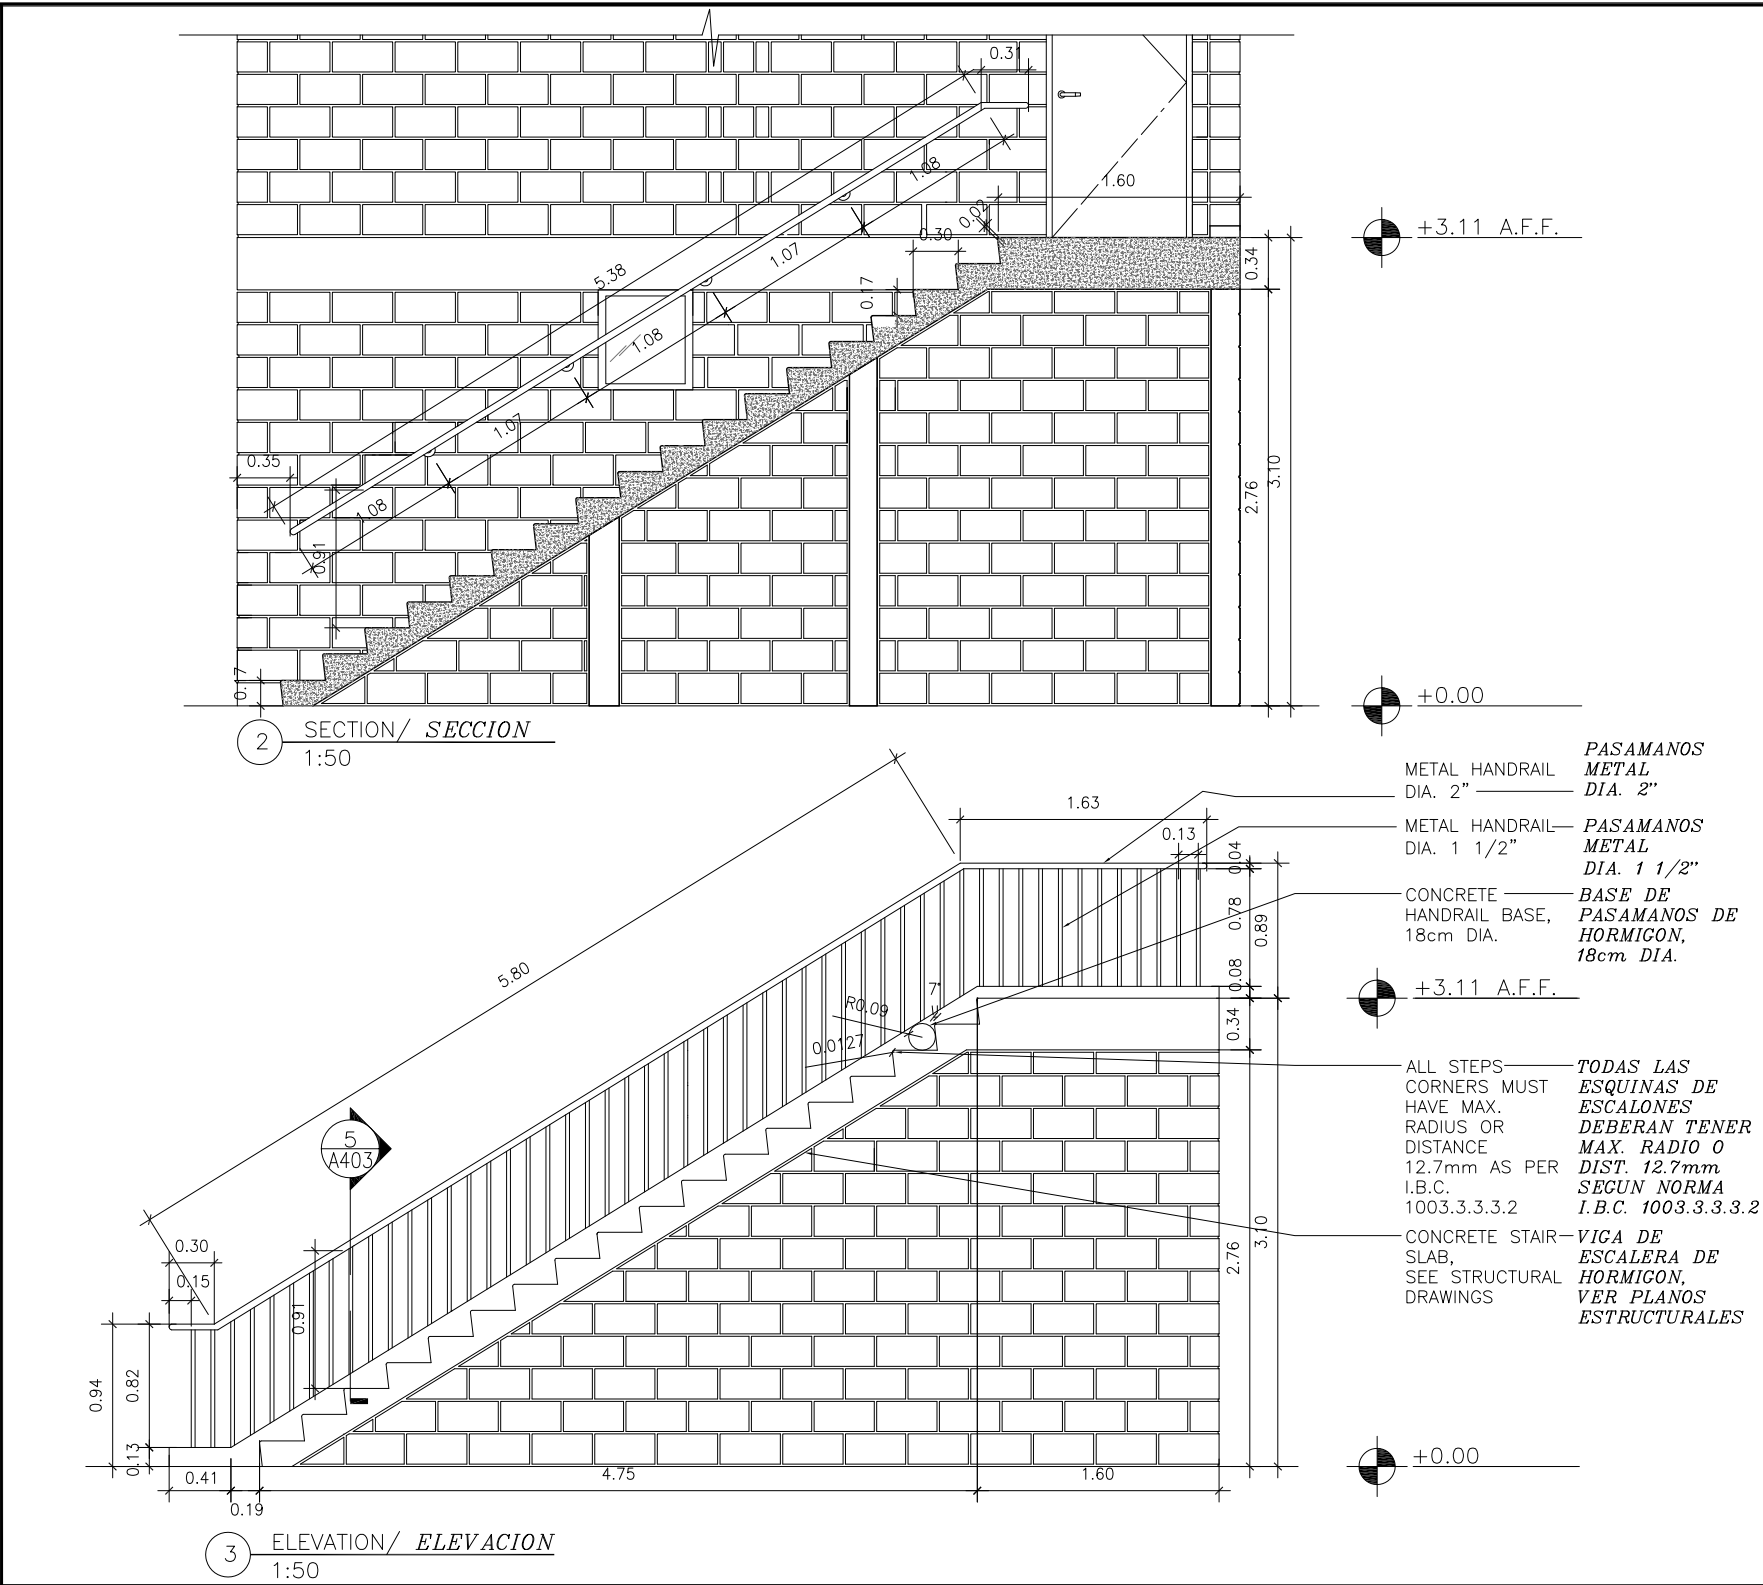 0.31
1.08
1.60
0.02
+3.11 A.F.F.
0.30
0.34
1.07
5.38
0.17
1.08
1.07
0.35
3.10
2.76
1.08
0.91
0.17
+0.00
2
SECTION/ SECCION
1:50
METAL HANDRAIL
DIA. 2"
PASAMANOS
METAL
DIA. 2"
1.63
METAL HANDRAIL
DIA. 1 1/2"
PASAMANOS
METAL
DIA. 1 1/2"
0.13
0.04
CONCRETE
HANDRAIL BASE,
18cm DIA.
BASE DE
PASAMANOS DE
HORMIGON,
18cm DIA.
0.78
0.89
5.80
0.08
7°
+3.11 A.F.F.
R0.09
0.34
0.0127
ALL STEPS
CORNERS MUST
HAVE MAX.
RADIUS OR
DISTANCE
12.7mm AS PER
I.B.C.
1003.3.3.3.2
TODAS LAS
ESQUINAS DE
ESCALONES
DEBERAN TENER
MAX. RADIO O
DIST. 12.7mm
SEGUN NORMA
I.B.C. 1003.3.3.3.2
5
A403
CONCRETE STAIR
SLAB,
SEE STRUCTURAL
DRAWINGS
VIGA DE
ESCALERA DE
HORMIGON,
VER PLANOS
ESTRUCTURALES
0.30
0.15
3.10
2.76
0.91
0.94
0.82
0.13
+0.00
0.41
4.75
1.60
0.19
3
ELEVATION/ ELEVACION
1:50